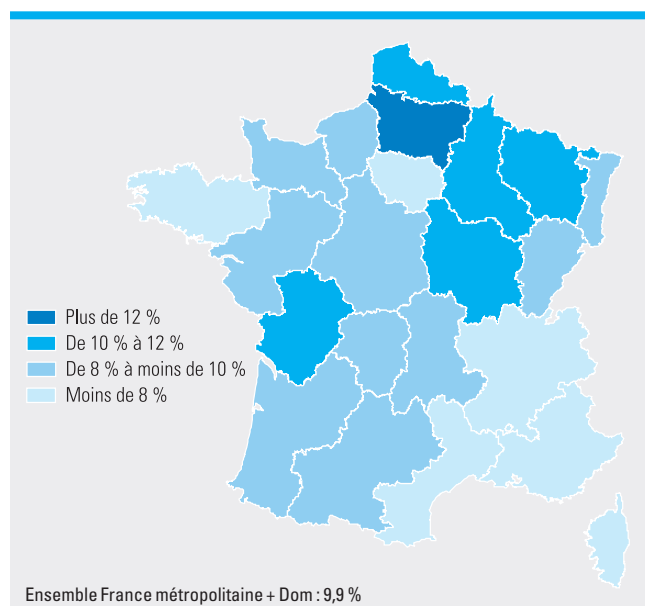 Plus de 12 %
De 10 % à 12 %
De 8 % à moins de 10 %
Moins de 8 %
Ensemble France métropolitaine + Dom : 9,9 %